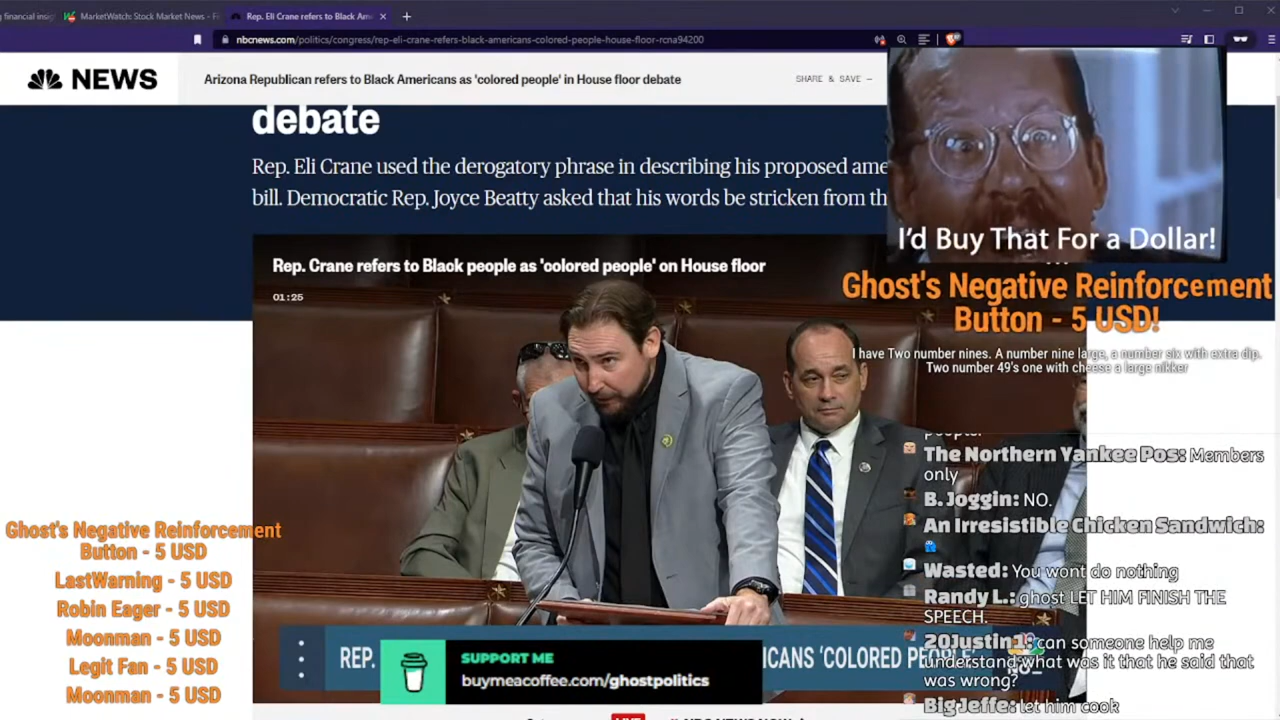 MarketWatch: Stock Market News - Fi
Rep. Eli Crane refers to Black Am
nbcnews.com/politics/congress/rep-eli-crane-refers-black-americans-colored-people-house-floor-rcna94200
NEWS
Arizona Republican refers to Black Americans as 'colored people' in House floor debate
SHARE & SAVE
debate
Rep. Eli Crane used the derogatory phrase in describing his proposed ame
bill. Democratic Rep. Joyce Beatty asked that his words be stricken from th
Rep. Crane refers to Black people as 'colored people' on House floor
01:25
I'd Buy That For a Dollar!
Ghost's Negative Reinforcement
Button - 5 USD!
I have Two number nines. A number nine large, a number six with extra dip.
Two number 49's one with cheese a large nikker
The Northern Yankee Pos: Members
only
B. Joggin: NO.
An Irresistible Chicken Sandwich:
Wasted: You wont do nothing
Randy L.: ghost LET HIM FINISH THE
SPEECH.
20Justin1: can someone help me
understand what was it that he said that
was wrong?
BigJeffe: let him cook
Ghost's Negative Reinforcement
Button - 5 USD
LastWarning - 5 USD
Robin Eager - 5 USD
Moonman - 5 USD
Legit Fan - 5 USD
Moonman - 5 USD
REP.
ICANS 'COLORED PEOPLE'
SUPPORT ME
buymeacoffee.com/ghostpolitics